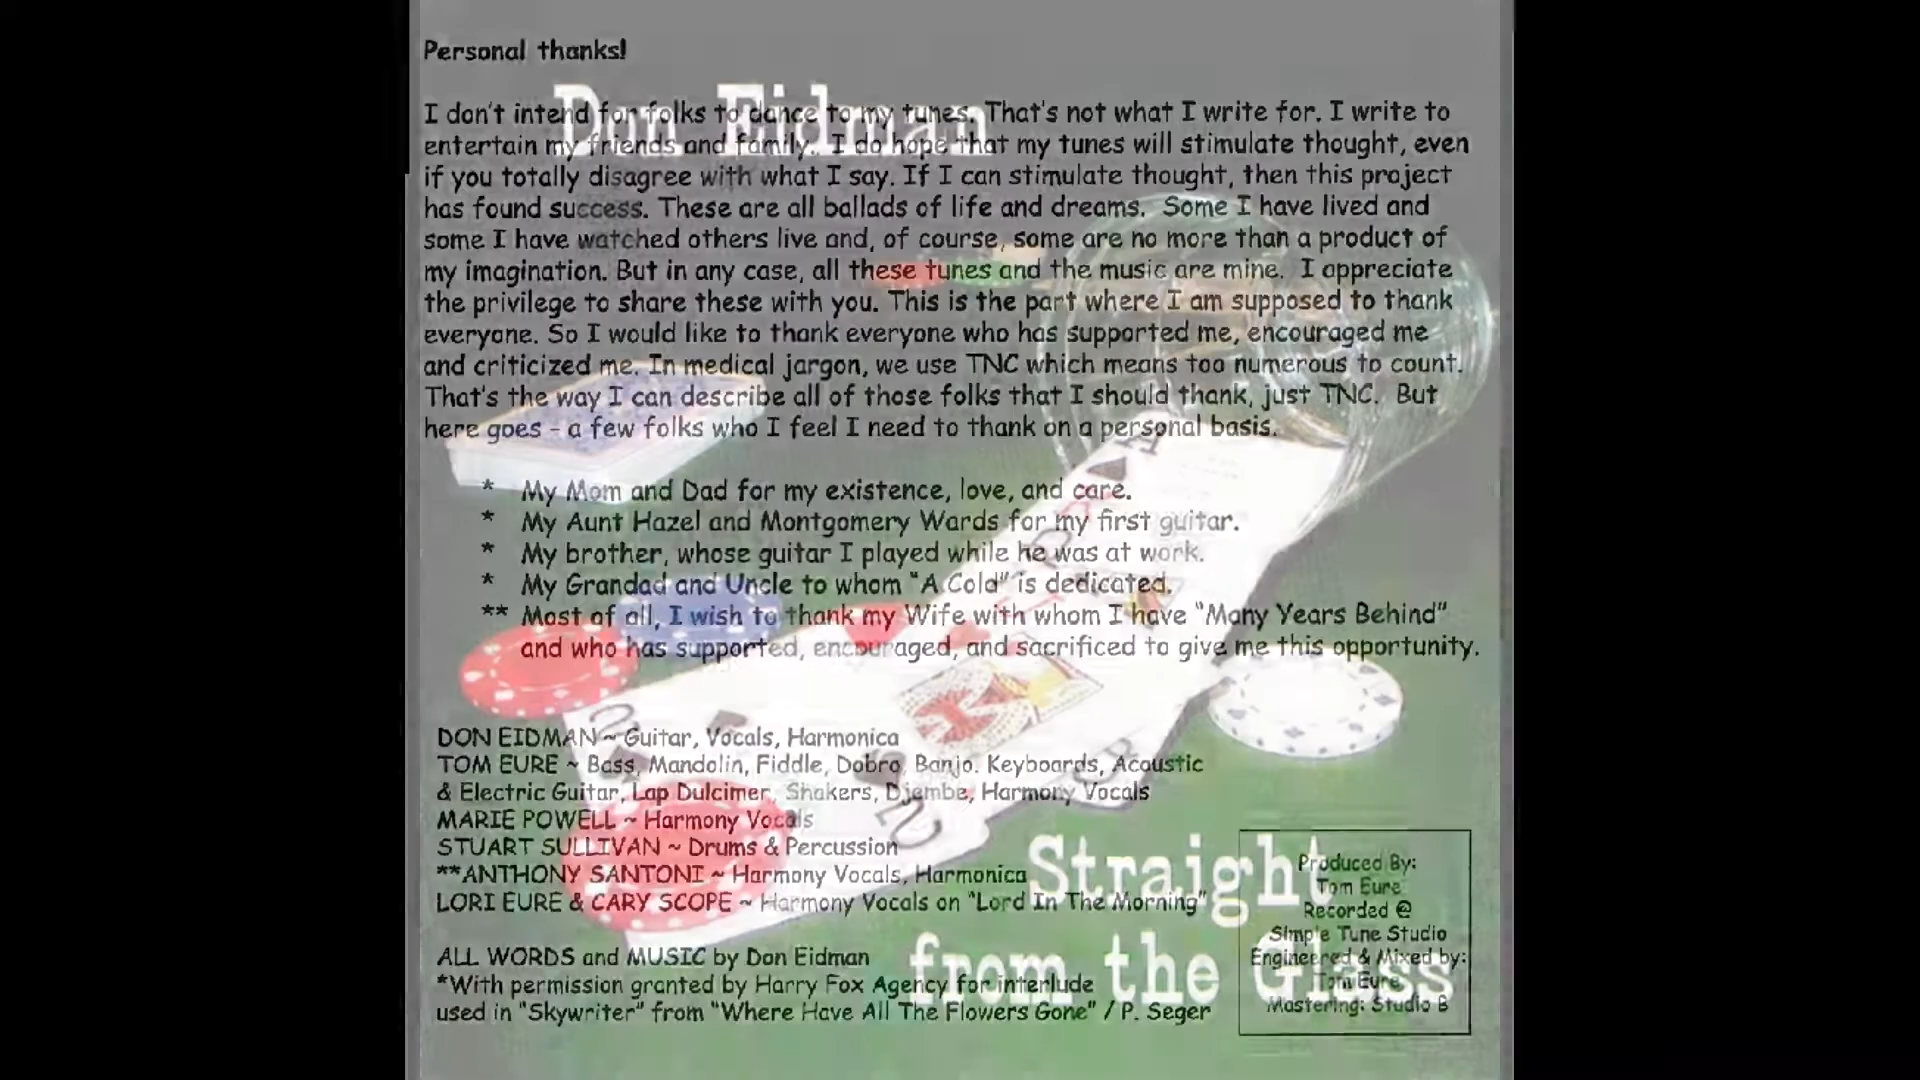 Personal thanks!
Don Eidman
I don't intend for folks to dance to my tunes. That's not what I write for. I write to
entertain my friends and family. I do hope that my tunes will stimulate thought, even
if you totally disagree with what I say. If I can stimulate thought, then this project
has found success. These are all ballads of life and dreams. Some I have lived and
some I have watched others live and, of course, some are no more than a product of
my imagination. But in any case, all these tunes and the music are mine. I appreciate
the privilege to share these with you. This is the part where I am supposed to thank
everyone. So I would like to thank everyone who has supported me, encouraged me
and criticized me. In medical jargon, we use TNC which means too numerous to count.
That's the way I can describe all of those folks that I should thank, just TNC. But
here goes - a few folks who I feel I need to thank on a personal basis.
* My Mom and Dad for my existence, love, and care.
* My Aunt Hazel and Montgomery Wards for my first guitar.
* My brother, whose guitar I played while he was at work.
* My Grandad and Uncle to whom "A Cold" is dedicated.
** Most of all, I wish to thank my Wife with whom I have "Many Years Behind"
and who has supported, encouraged, and sacrificed to give me this opportunity.
DON EIDMAN ~ Guitar, Vocals, Harmonica
TOM EURE ~ Bass, Mandolin, Fiddle, Dobro, Banjo. Keyboards, Acoustic
& Electric Guitar, Lap Dulcimer, Shakers, Djembe, Harmony Vocals
MARIE POWELL ~ Harmony Vocals
STUART SULLIVAN ~ Drums & Percussion
**ANTHONY SANTONI ~ Harmony Vocals, Harmonica
LORI EURE & CARY SCOPE ~ Harmony Vocals on "Lord In The Morning"
ALL WORDS and MUSIC by Don Eidman
*With permission granted by Harry Fox Agency for interlude
used in "Skywriter" from "Where Have All The Flowers Gone" / P. Seger
Straight
from the Glass
Produced By:
Tom Eure
Recorded @
Simple Tune Studio
Engineered & Mixed by:
Tom Eure
Mastering: Studio B